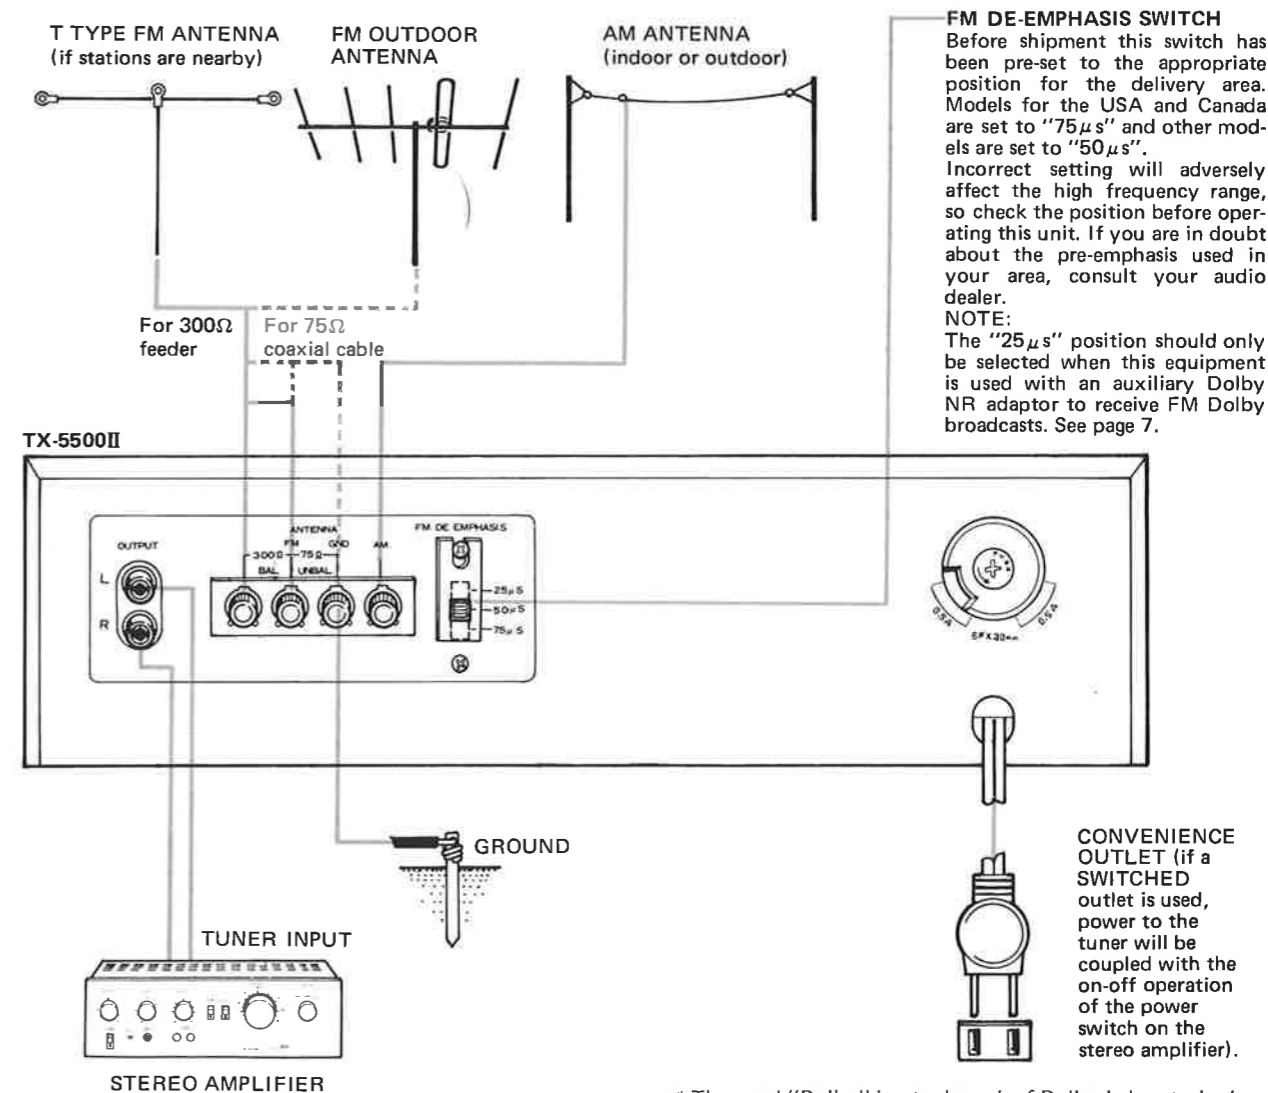 T TYPE FM ANTENNA
(if stations are nearby)
FM OUTDOOR
ANTENNA
AM ANTENNA
(indoor or outdoor)
FM DE-EMPHASIS SWITCH
Before shipment this switch has
been pre-set to the appropriate
position for the delivery area.
Models for the USA and Canada
are set to "75μs" and other mod-
els are set to "50μs".
Incorrect setting will adversely
affect the high frequency range,
so check the position before oper-
ating this unit. If you are in doubt
about the pre-emphasis used in
your area, consult your audio
dealer.
NOTE:
The "25μs" position should only
be selected when this equipment
is used with an auxiliary Dolby
NR adaptor to receive FM Dolby
broadcasts. See page 7.
For 300Ω
feeder
For 75Ω
coaxial cable
TX-5500II
OUTPUT
L
R
ANTENNA
FM GND AM
300Ω 75Ω
BAL. UNBAL.
FM DE EMPHASIS
25μS
50μS
75μS
0.5A
0.5A
GROUND
TUNER INPUT
STEREO AMPLIFIER
CONVENIENCE
OUTLET (if a
SWITCHED
outlet is used,
power to the
tuner will be
coupled with the
on-off operation
of the power
switch on the
stereo amplifier).